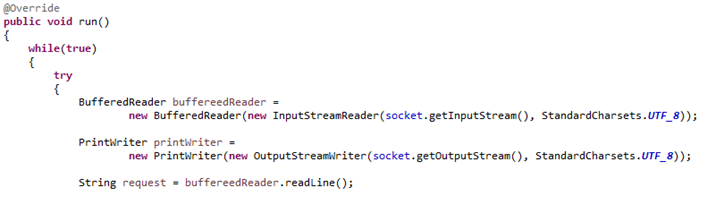 @Override
public void run()
{
while(true)
{
try
{
BufferedReader buffereedReader =
new BufferedReader(new InputStreamReader(socket.getInputStream(), StandardCharsets.UTF_8));
PrintWriter printWriter =
new PrintWriter(new OutputStreamWriter(socket.getOutputStream(), StandardCharsets.UTF_8));
String request = buffereedReader.readLine();